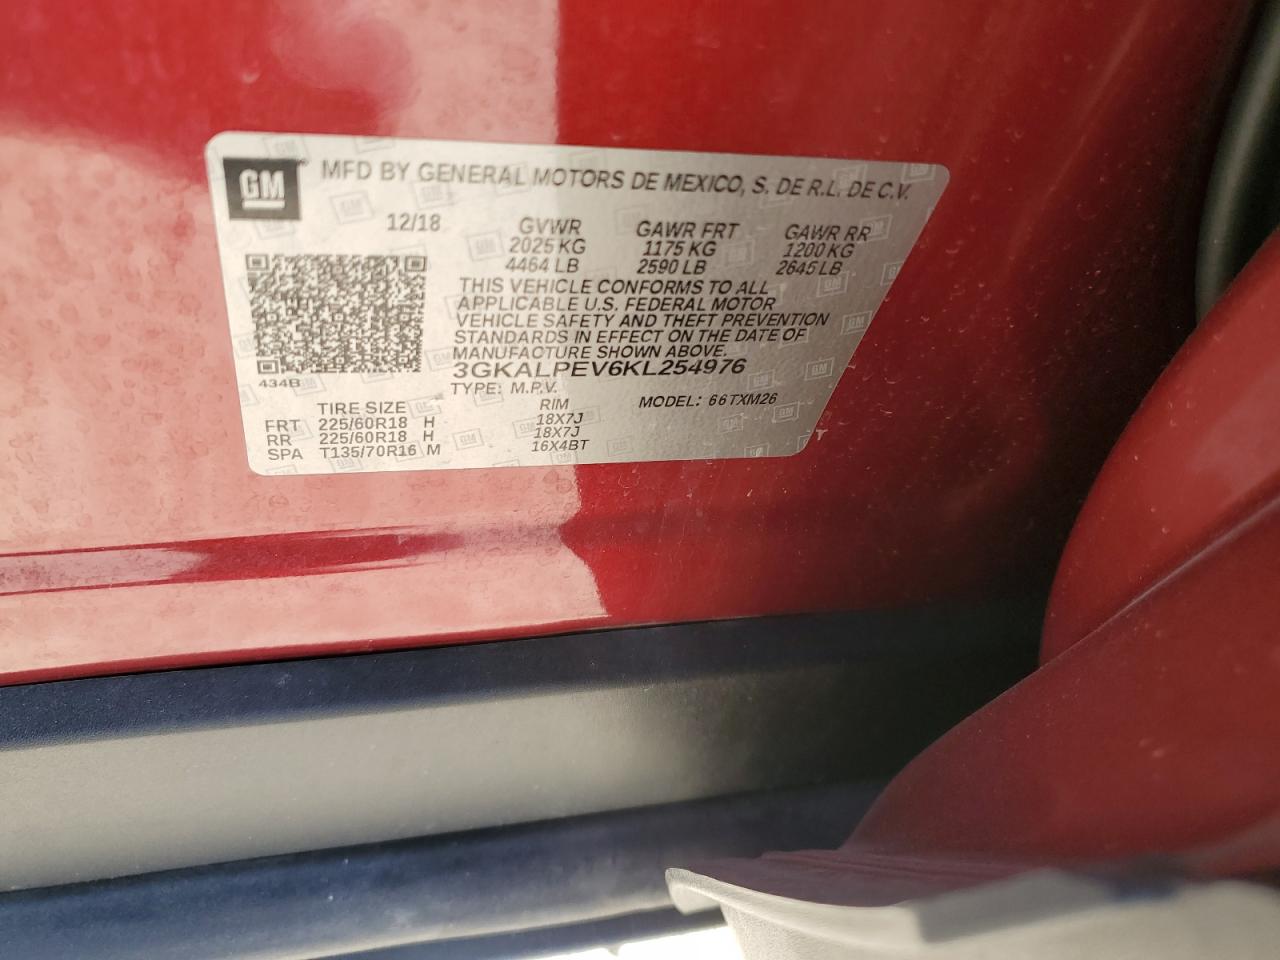 GM MFD BY GENERAL MOTORS DE MEXICO, S. DE R.L. DE C.V.
12/18 GVWR GAWR FRT GAWR RR
2025 KG 1175 KG 1200 KG
4464 LB 2590 LB 2645 LB
THIS VEHICLE CONFORMS TO ALL
APPLICABLE U.S. FEDERAL MOTOR
VEHICLE SAFETY AND THEFT PREVENTION
STANDARDS IN EFFECT ON THE DATE OF
MANUFACTURE SHOWN ABOVE.
3GKALPEV6KL254976
434B TYPE: M.P.V. MODEL: 66TXM26
TIRE SIZE RIM
FRT 225/60R18 H 18X7J
RR 225/60R18 H 18X7J
SPA T135/70R16 M 16X4BT
T